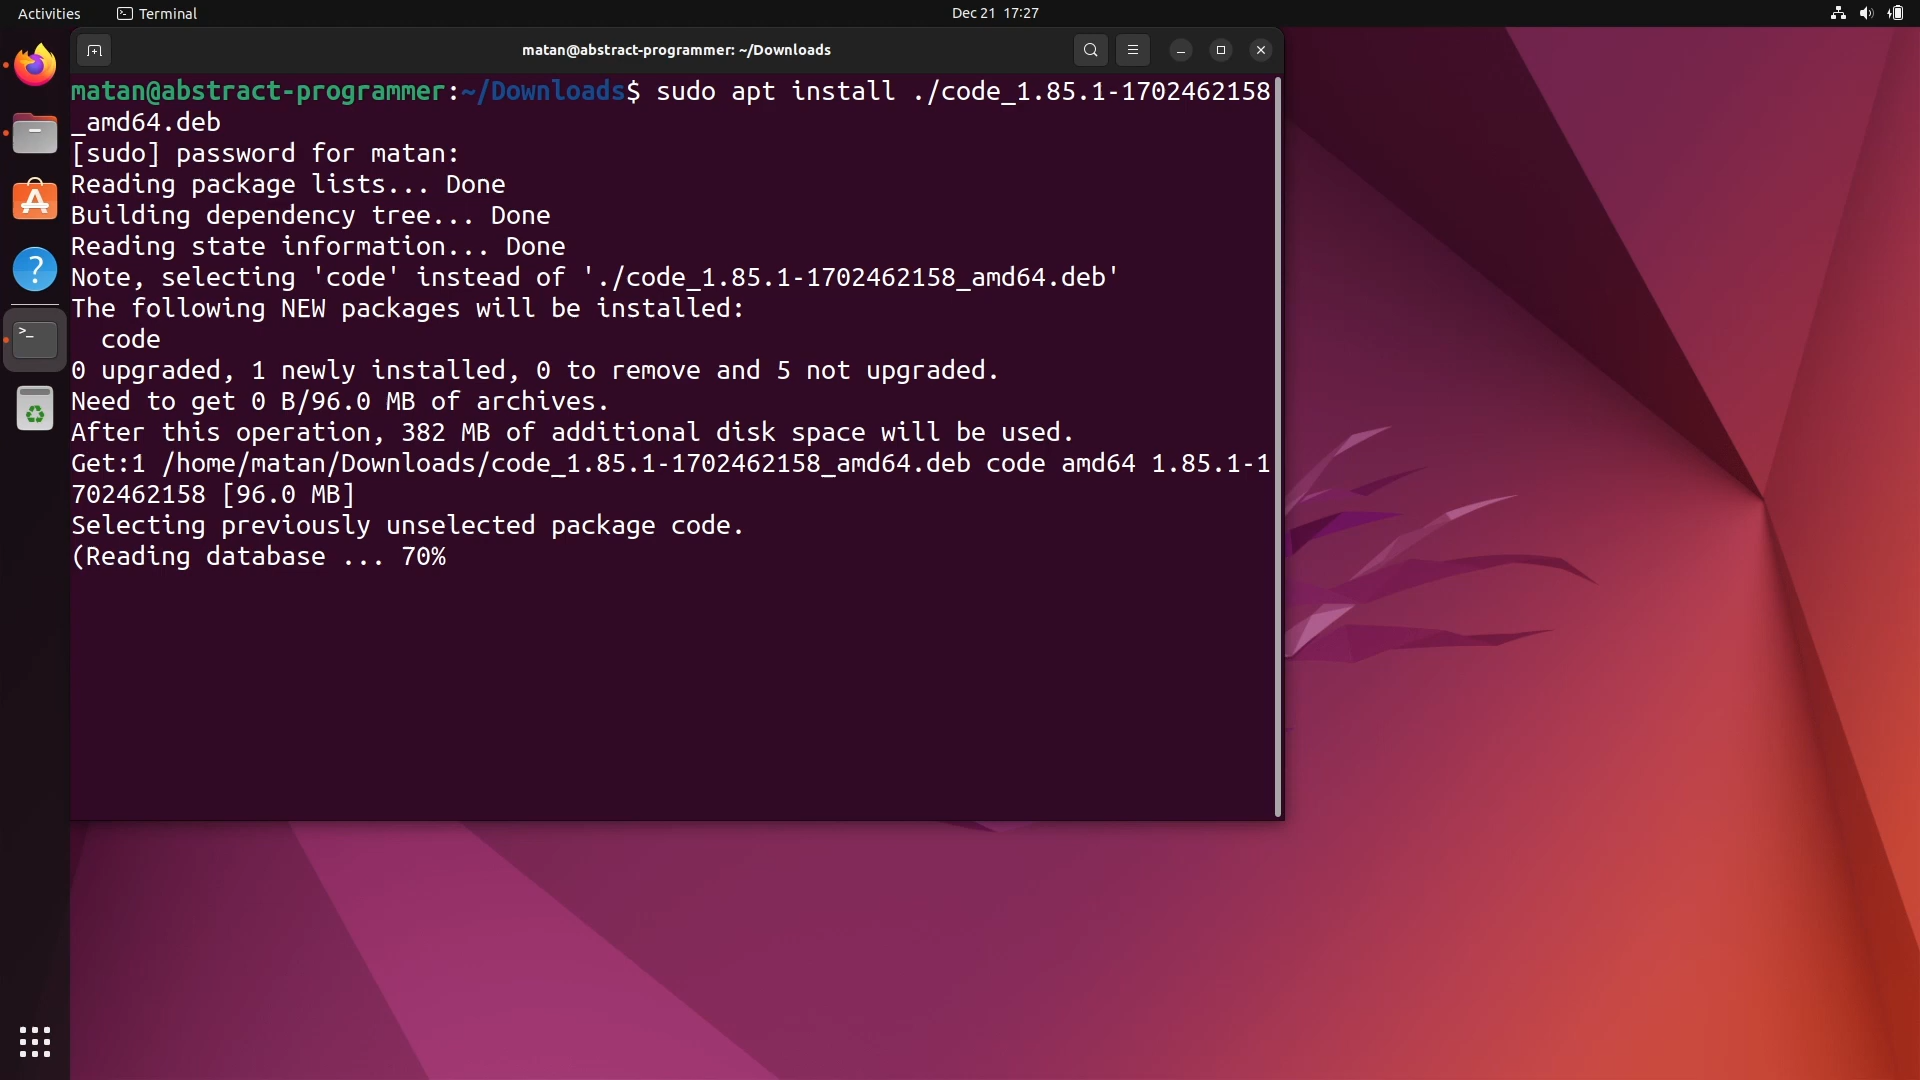 Activities
Terminal
Dec 21 17:27
matan@abstract-programmer: ~/Downloads
matan@abstract-programmer:~/Downloads$ sudo apt install ./code_1.85.1-1702462158
_amd64.deb
[sudo] password for matan:
Reading package lists... Done
Building dependency tree... Done
Reading state information... Done
Note, selecting 'code' instead of './code_1.85.1-1702462158_amd64.deb'
The following NEW packages will be installed:
  code
0 upgraded, 1 newly installed, 0 to remove and 5 not upgraded.
Need to get 0 B/96.0 MB of archives.
After this operation, 382 MB of additional disk space will be used.
Get:1 /home/matan/Downloads/code_1.85.1-1702462158_amd64.deb code amd64 1.85.1-1
702462158 [96.0 MB]
Selecting previously unselected package code.
(Reading database ... 70%